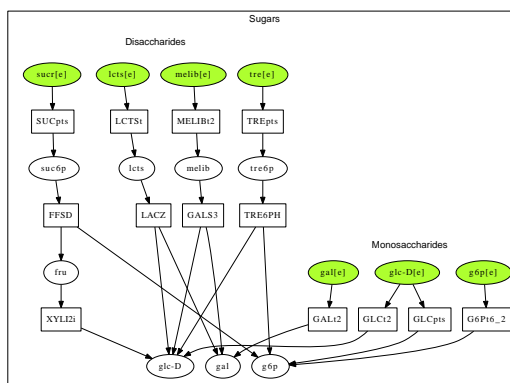 Sugars
Disaccharides
sucr[e] lcts[e] melib[e] tre[e]
SUCpts LCTSt MELIBt2 TREpts
suc6p lcts melib tre6p
FFSD LACZ GALS3 TRE6PH
Monosaccharides
fru gal[e] glc-D[e] g6p[e]
XYLI2i GALt2 GLCt2 GLCpts G6Pt6_2
glc-D gal g6p